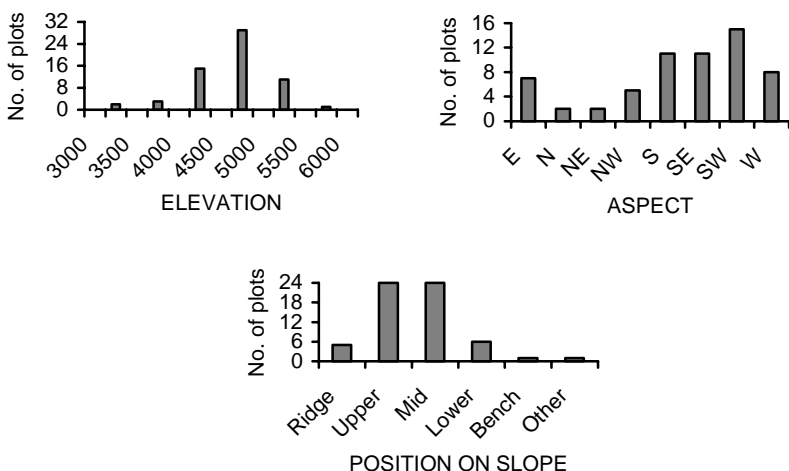 No. of plots
32
24
16
8
0
3000
3500
4000
4500
5000
5500
6000
ELEVATION
No. of plots
16
12
8
4
0
E
N
NE
NW
S
SE
SW
W
ASPECT
No. of plots
24
18
12
6
0
Ridge
Upper
Mid
Lower
Bench
Other
POSITION ON SLOPE